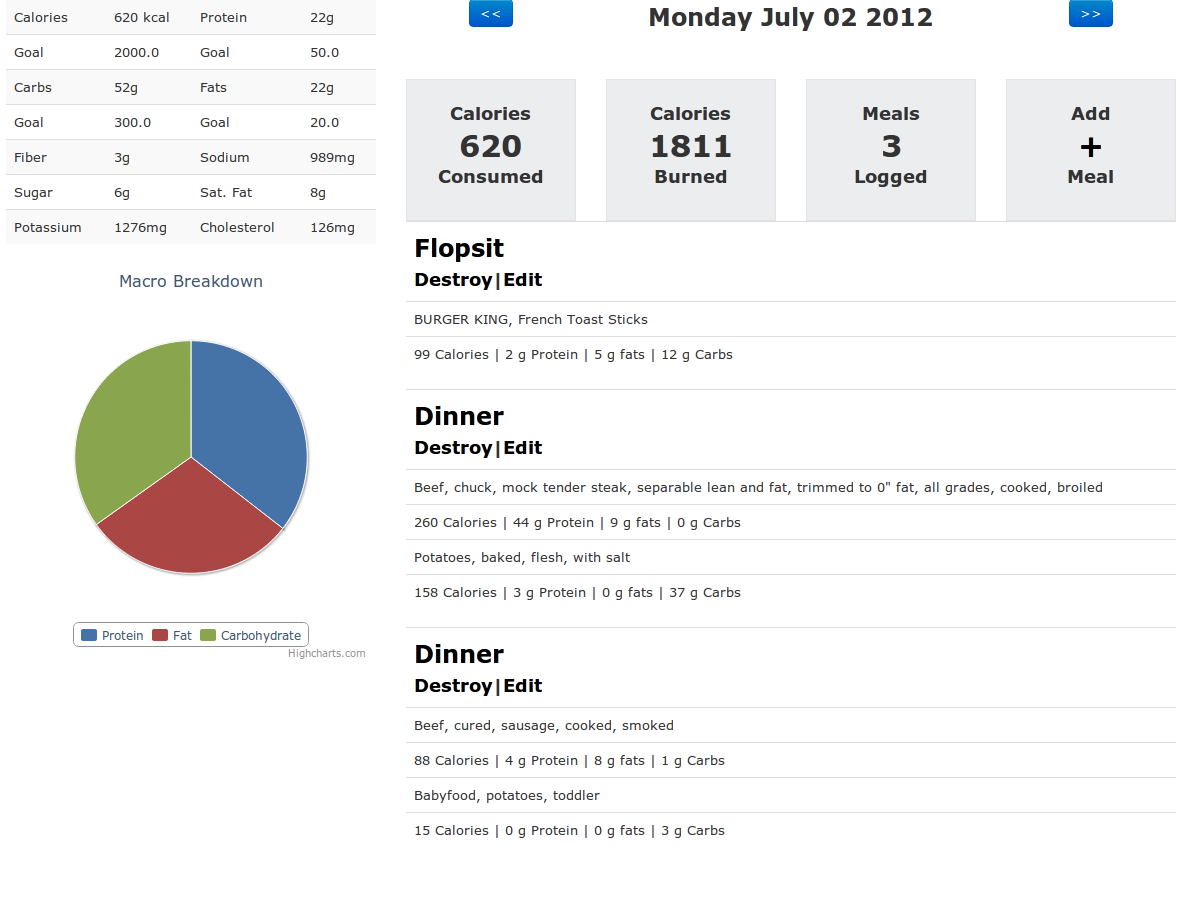 Calories 620 kcal Protein 22g
Goal 2000.0 Goal 50.0
Carbs 52g Fats 22g
Goal 300.0 Goal 20.0
Fiber 3g Sodium 989mg
Sugar 6g Sat. Fat 8g
Potassium 1276mg Cholesterol 126mg
Macro Breakdown
Protein Fat Carbohydrate
Highcharts.com
<< Monday July 02 2012 >>
Calories
620
Consumed
Calories
1811
Burned
Meals
3
Logged
Add
+
Meal
Flopsit
Destroy|Edit
BURGER KING, French Toast Sticks
99 Calories | 2 g Protein | 5 g fats | 12 g Carbs
Dinner
Destroy|Edit
Beef, chuck, mock tender steak, separable lean and fat, trimmed to 0" fat, all grades, cooked, broiled
260 Calories | 44 g Protein | 9 g fats | 0 g Carbs
Potatoes, baked, flesh, with salt
158 Calories | 3 g Protein | 0 g fats | 37 g Carbs
Dinner
Destroy|Edit
Beef, cured, sausage, cooked, smoked
88 Calories | 4 g Protein | 8 g fats | 1 g Carbs
Babyfood, potatoes, toddler
15 Calories | 0 g Protein | 0 g fats | 3 g Carbs